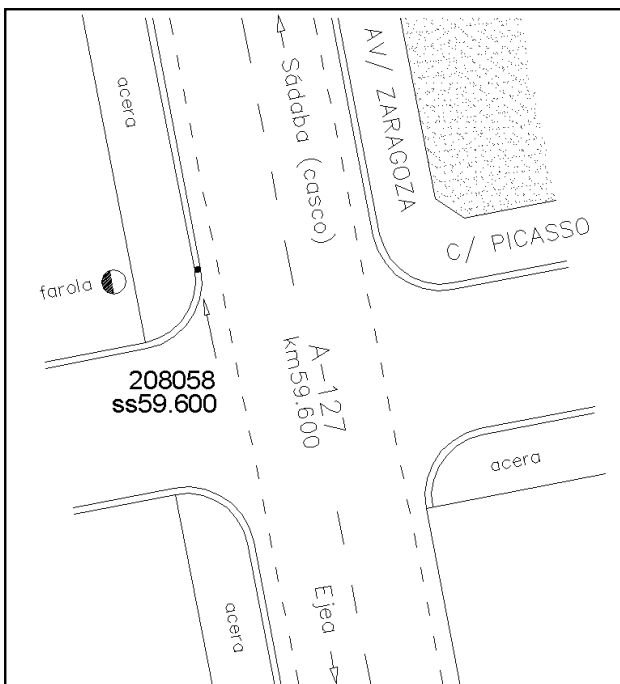 acera
Sádaba (casco)
AV/ ZARAGOZA
C/ PICASSO
farola
208058
ss59.600
A-127
km59.600
acera
acera
Ejea